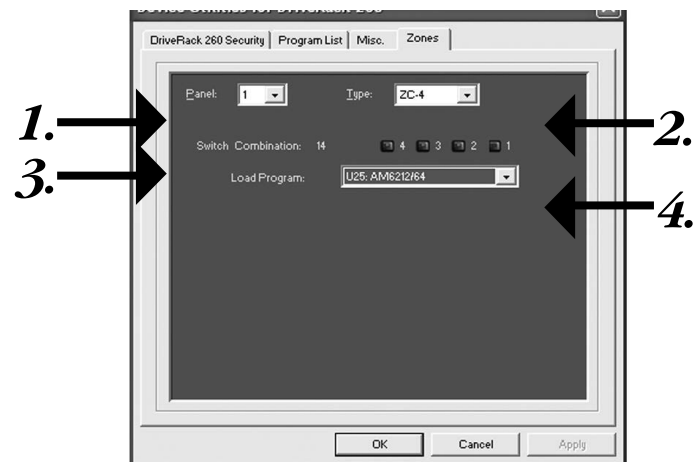 DriveRack 260 Security Program List Misc. Zones
Panel: 1 Type: ZC-4
1. 2.
Switch Combination: 14 4 3 2 1
3. Load Program: U25: AM6212/64
4.
OK Cancel Apply